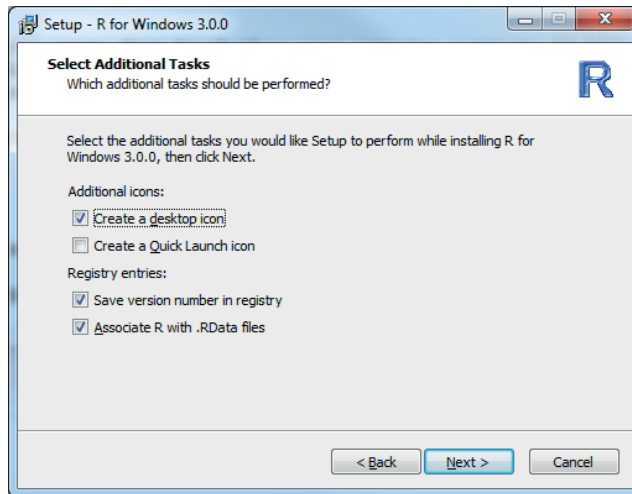 Setup - R for Windows 3.0.0
Select Additional Tasks
Which additional tasks should be performed?
R
Select the additional tasks you would like Setup to perform while installing R for
Windows 3.0.0, then click Next.
Additional icons:
Create a desktop icon
Create a Quick Launch icon
Registry entries:
Save version number in registry
Associate R with .RData files
< Back
Next >
Cancel